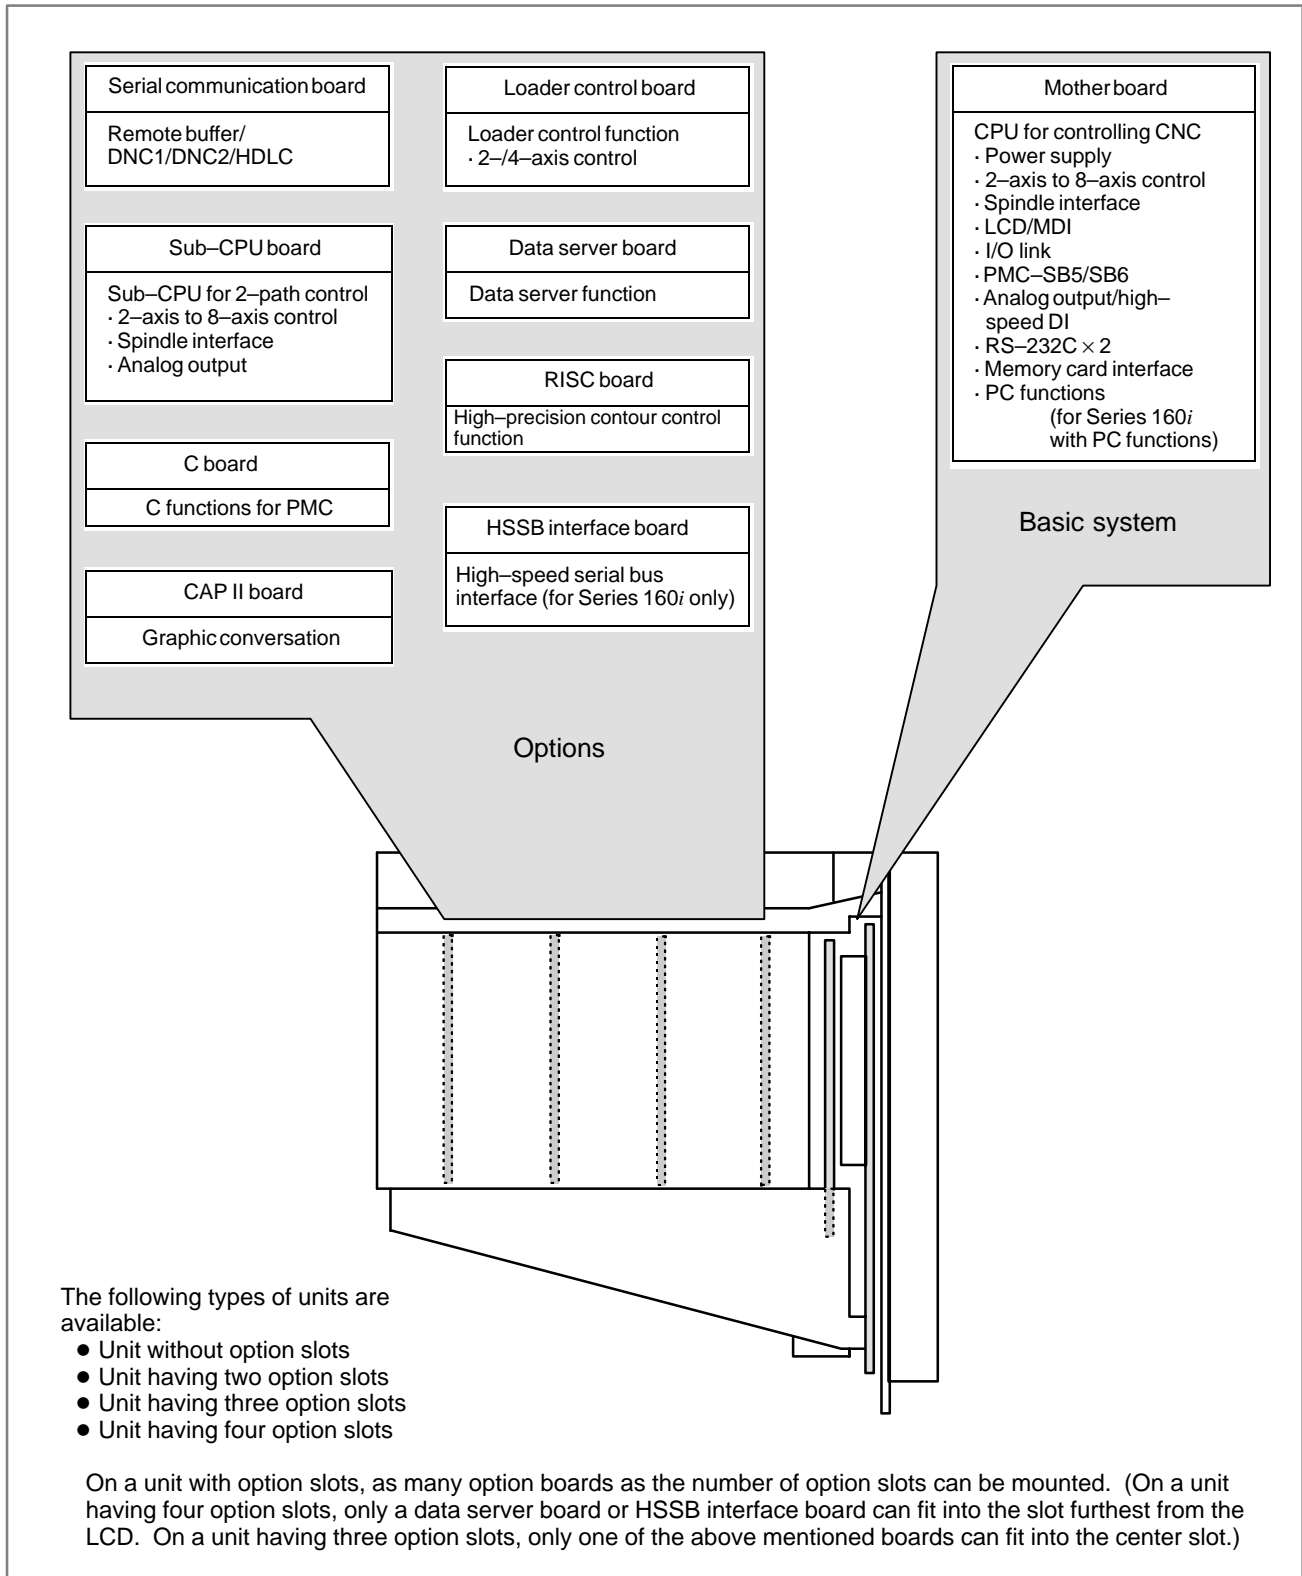 Serial communication board
Remote buffer/
DNC1/DNC2/HDLC
Sub–CPU board
Sub–CPU for 2–path control
· 2–axis to 8–axis control
· Spindle interface
· Analog output
C board
C functions for PMC
CAP II board
Graphic conversation
Loader control board
Loader control function
· 2–/4–axis control
Data server board
Data server function
RISC board
High–precision contour control
function
HSSB interface board
High–speed serial bus
interface (for Series 160i only)
Options
Mother board
CPU for controlling CNC
· Power supply
· 2–axis to 8–axis control
· Spindle interface
· LCD/MDI
· I/O link
· PMC–SB5/SB6
· Analog output/high–
speed DI
· RS–232C × 2
· Memory card interface
· PC functions
(for Series 160i
with PC functions)
Basic system
The following types of units are
available:
● Unit without option slots
● Unit having two option slots
● Unit having three option slots
● Unit having four option slots
On a unit with option slots, as many option boards as the number of option slots can be mounted. (On a unit
having four option slots, only a data server board or HSSB interface board can fit into the slot furthest from the
LCD. On a unit having three option slots, only one of the above mentioned boards can fit into the center slot.)